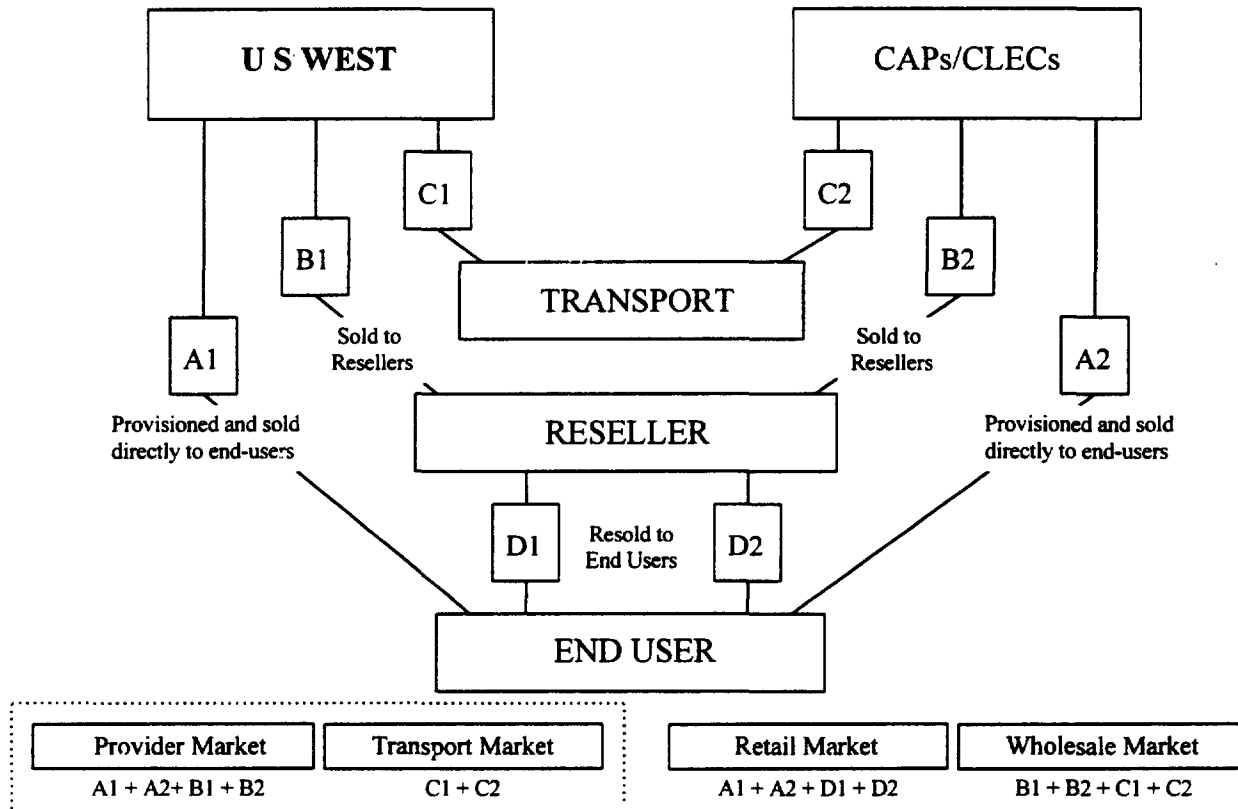 U S WEST
CAPs/CLECs
C1
C2
B1
B2
TRANSPORT
A1
Sold to
Resellers
Sold to
Resellers
A2
Provisioned and sold
directly to end-users
RESELLER
Provisioned and sold
directly to end-users
D1
Resold to
End Users
D2
END USER
Provider Market
Transport Market
Retail Market
Wholesale Market
A1 + A2+ B1 + B2
C1 + C2
A1 + A2 + D1 + D2
B1 + B2 + C1 + C2